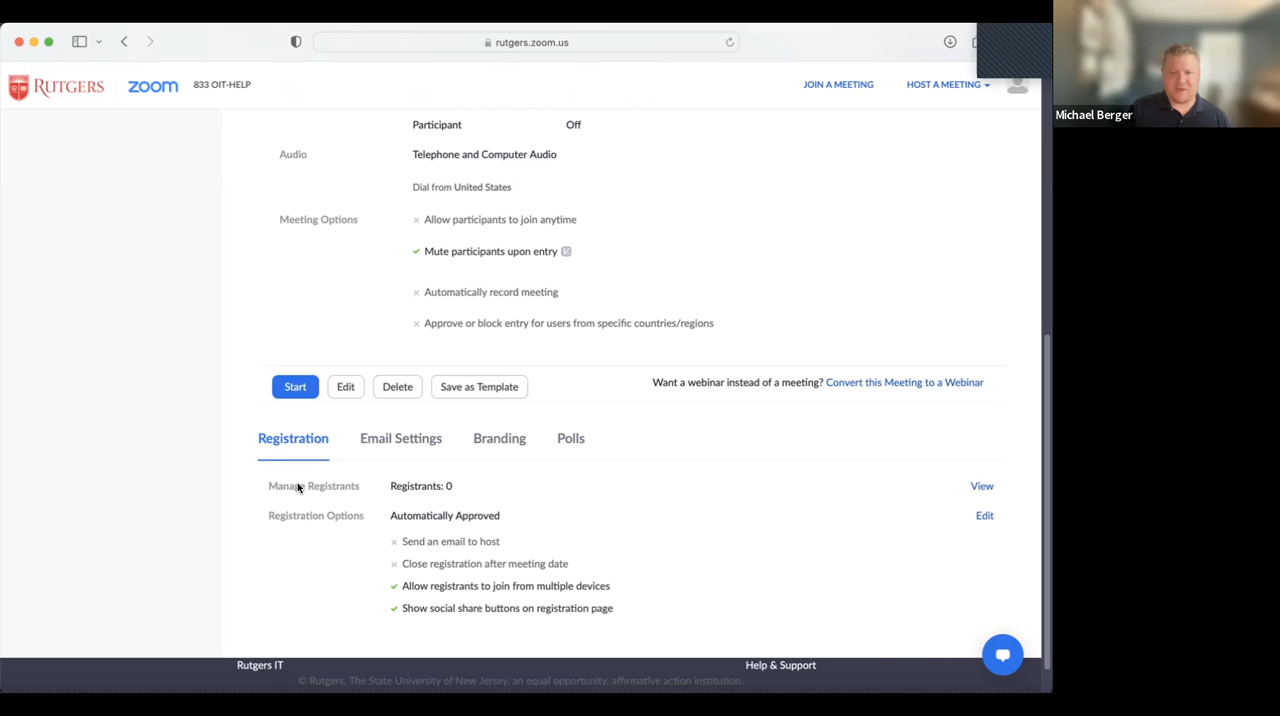 rutgers.zoom.us
RUTGERS zoom 833 OIT-HELP JOIN A MEETING HOST A MEETING
Participant Off
Audio Telephone and Computer Audio
Dial from United States
Meeting Options Allow participants to join anytime
Mute participants upon entry
Automatically record meeting
Approve or block entry for users from specific countries/regions
Start Edit Delete Save as Template Want a webinar instead of a meeting? Convert this Meeting to a Webinar
Registration Email Settings Branding Polls
Manage Registrants Registrants: 0 View
Registration Options Automatically Approved Edit
Send an email to host
Close registration after meeting date
Allow registrants to join from multiple devices
Show social share buttons on registration page
Rutgers IT Help & Support
© Rutgers, The State University of New Jersey, an equal opportunity, affirmative action institution.
Michael Berger